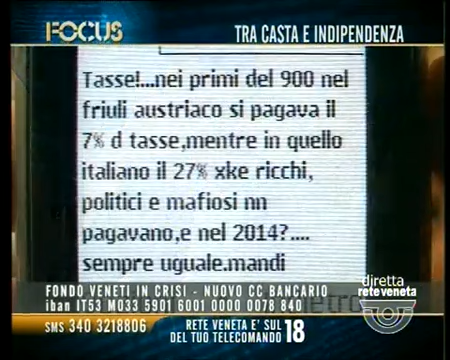 FOCUS
TRA CASTA E INDIPENDENZA
Tasse!...nei primi del 900 nel
friuli austriaco si pagava il
7% d tasse,mentre in quello
italiano il 27% xke ricchi,
politici e mafiosi nn
pagavano,e nel 2014?....
sempre uguale.mandi
diretta
reteveneta
FONDO VENETI IN CRISI - NUOVO CC BANCARIO
iban IT53 M033 5901 6001 0000 0078 840
metro
SMS 340 3218806
RETE VENETA E' SUL
DEL TUO TELECOMANDO 18